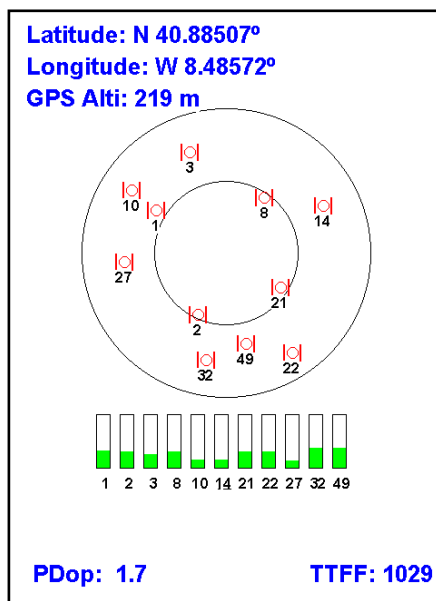 Latitude: N 40.88507º
Longitude: W 8.48572º
GPS Alti: 219 m
3
10
1
8
14
27
21
2
49
32
22
1 2 3 8 10 14 21 22 27 32 49
PDop: 1.7 TTFF: 1029